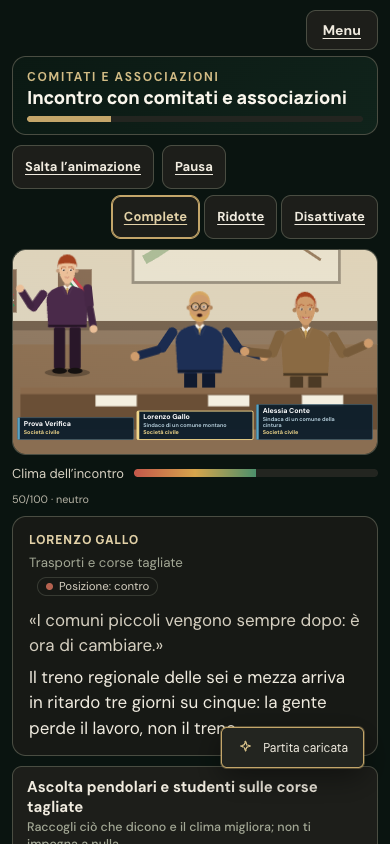 Menu
COMITATI E ASSOCIAZIONI
Incontro con comitati e associazioni
Salta l’animazione
Pausa
Complete
Ridotte
Disattivate
Prova Verifica
Società civile
Lorenzo Gallo
Sindaco di un comune montano
Società civile
Alessia Conte
Sindaco di un comune della
cintura
Società civile
Clima dell’incontro
50/100 · neutro
LORENZO GALLO
Trasporti e corse tagliate
Posizione: contro
«I comuni piccoli vengono sempre dopo: è
ora di cambiare.»
Il treno regionale delle sei e mezza arriva
in ritardo tre giorni su cinque: la gente
perde il lavoro, non il treno
Partita caricata
Ascolta pendolari e studenti sulle corse
tagliate
Raccogli ciò che dicono e il clima migliora; non ti
impegna a nulla